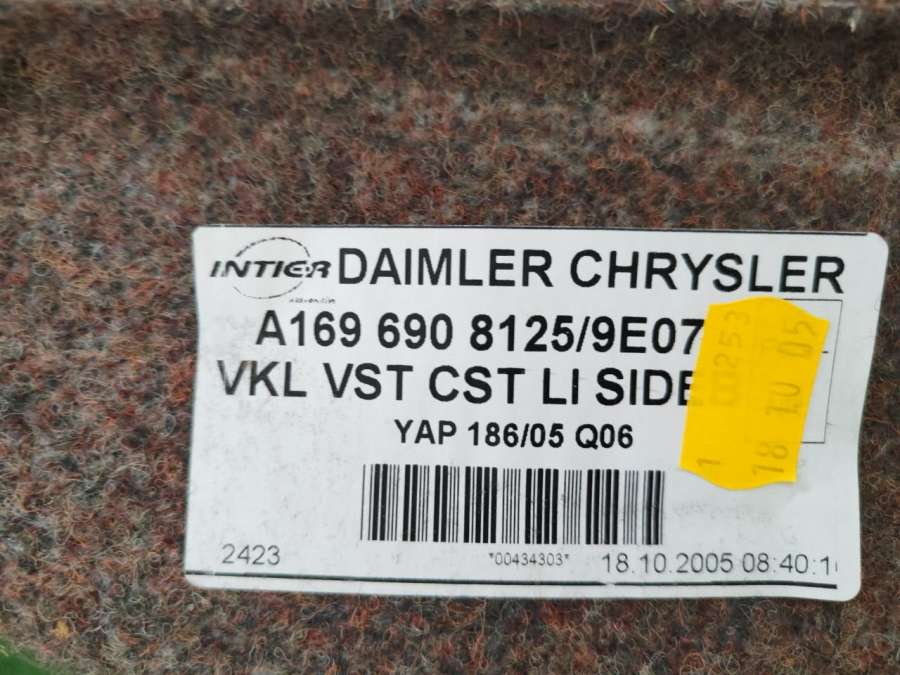 INTIER DAIMLER CHRYSLER
A169 690 8125/9E07
VKL VST CST LI SIDE
YAP 186/05 Q06
2423
*00434303*
18.10.2005 08:40:1
18 10 05